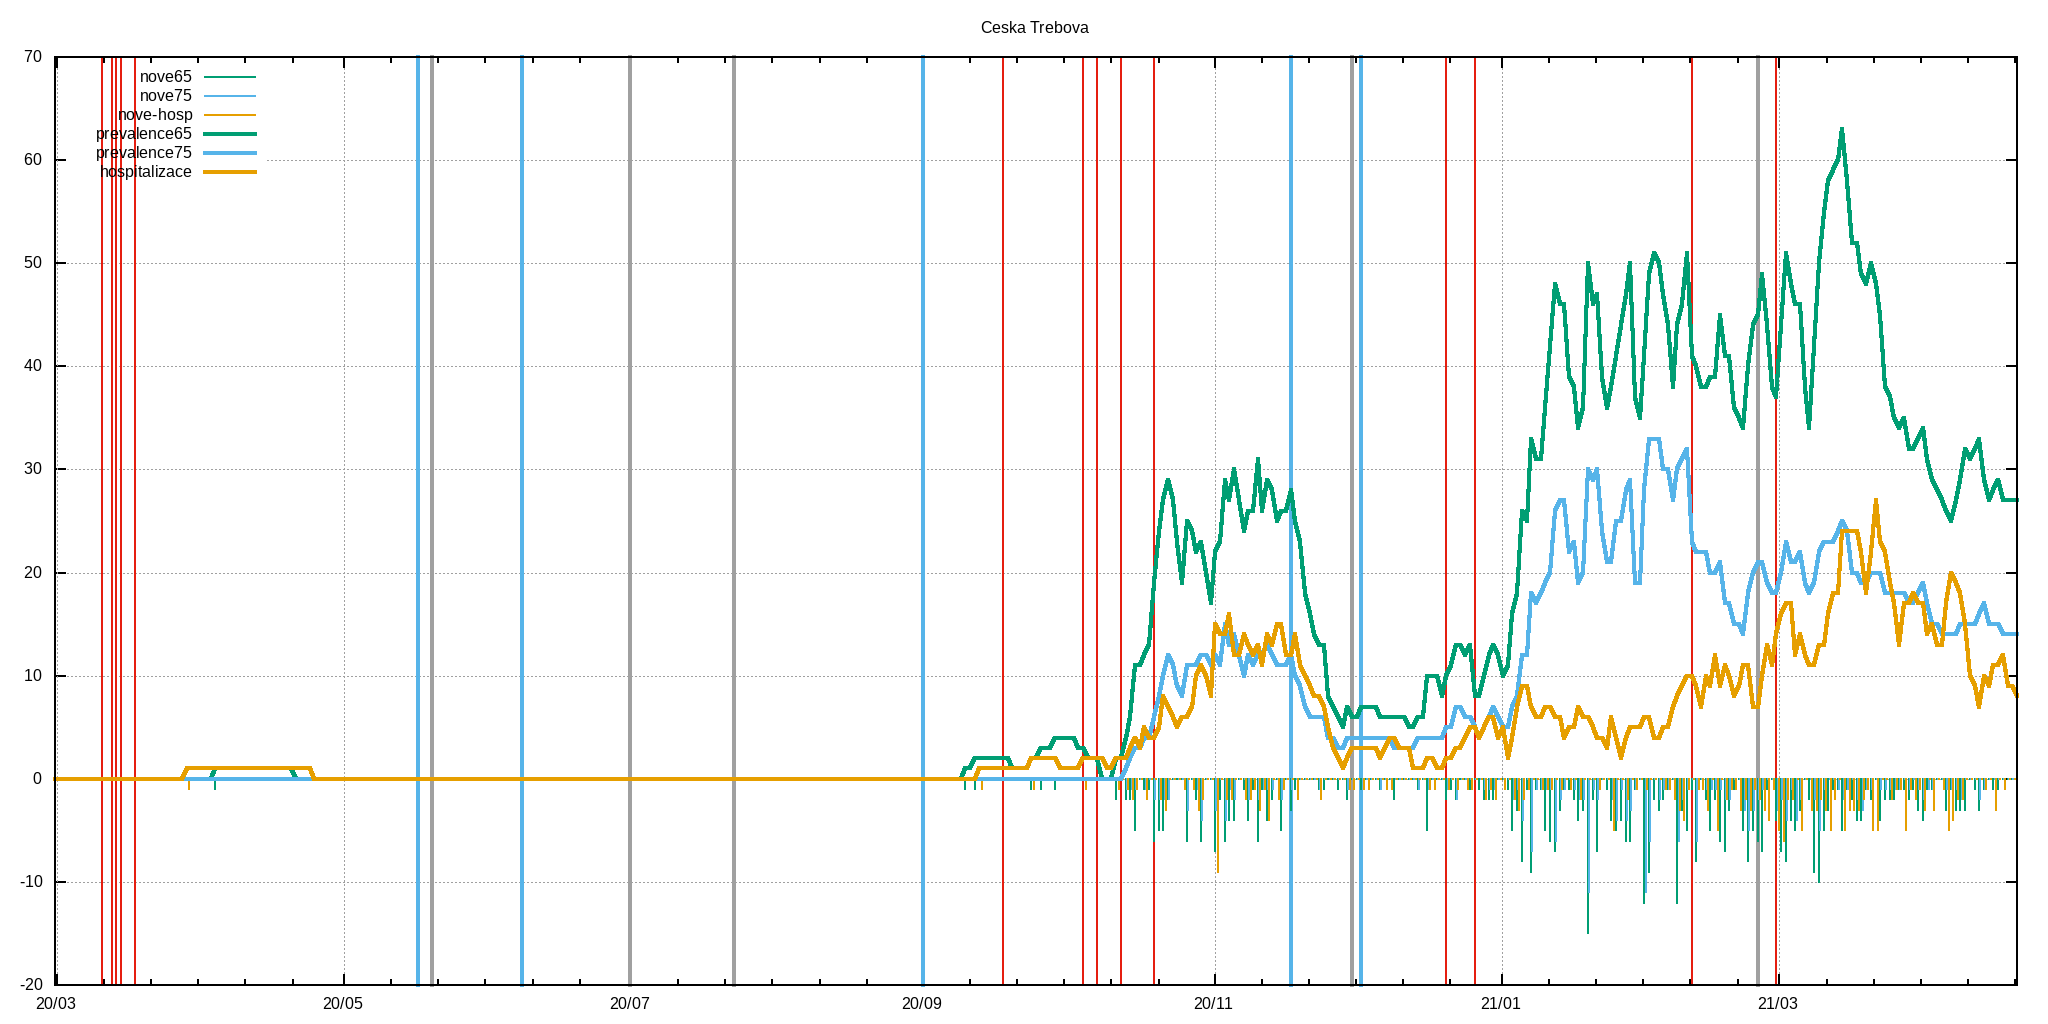 Ceska Trebova
70
nove65
nove75
nove-hosp
prevalence65
60
prevalence75
hospitalizace
50
40
30
20
10
0
-10
-20
20/03 20/05 20/07 20/09 20/11 21/01 21/03